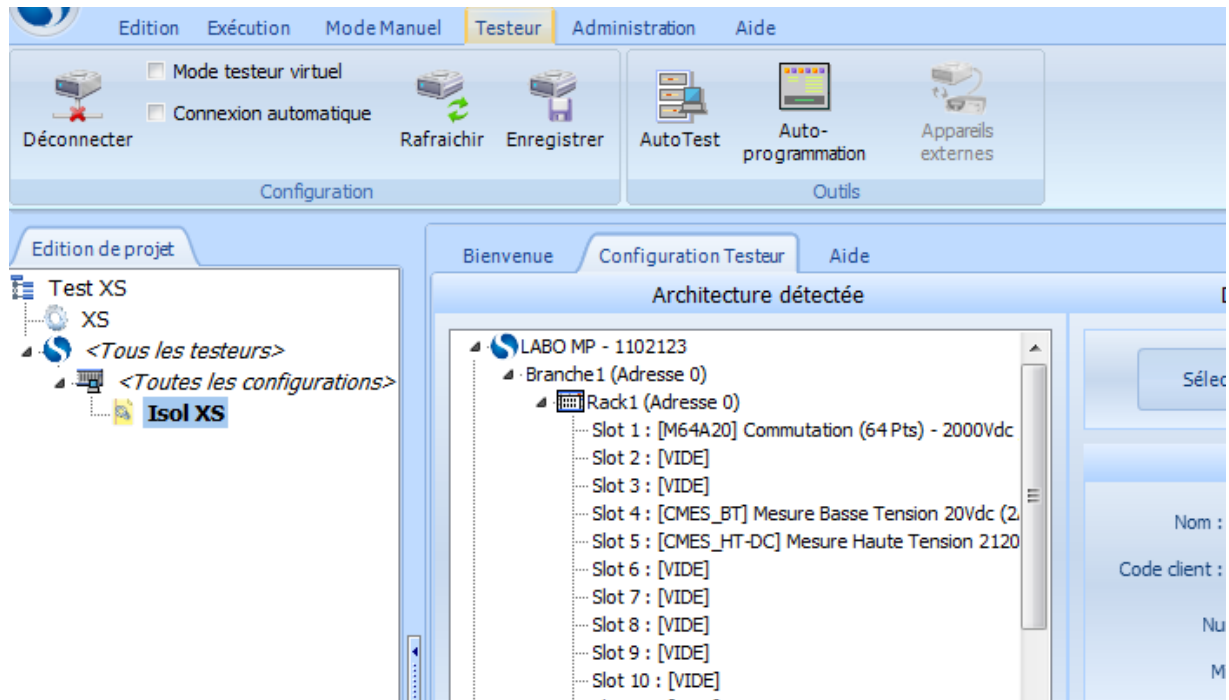 Edition Exécution Mode Manuel Testeur Administration Aide
Mode testeur virtuel
Connexion automatique
Déconnecter
Rafraichir
Enregistrer
AutoTest
Auto-
programmation
Appareils
externes
Configuration
Outils
Edition de projet
Test XS
XS
<Tous les testeurs>
<Toutes les configurations>
Isol XS
Bienvenue Configuration Testeur Aide
Architecture détectée
LABO MP - 1102123
Branche1 (Adresse 0)
Rack1 (Adresse 0)
Slot 1 : [M64A20] Commutation (64 Pts) - 2000Vdc
Slot 2 : [VIDE]
Slot 3 : [VIDE]
Slot 4 : [CMES_BT] Mesure Basse Tension 20Vdc (2
Slot 5 : [CMES_HT-DC] Mesure Haute Tension 2120
Slot 6 : [VIDE]
Slot 7 : [VIDE]
Slot 8 : [VIDE]
Slot 9 : [VIDE]
Slot 10 : [VIDE]
Nom :
Code client :